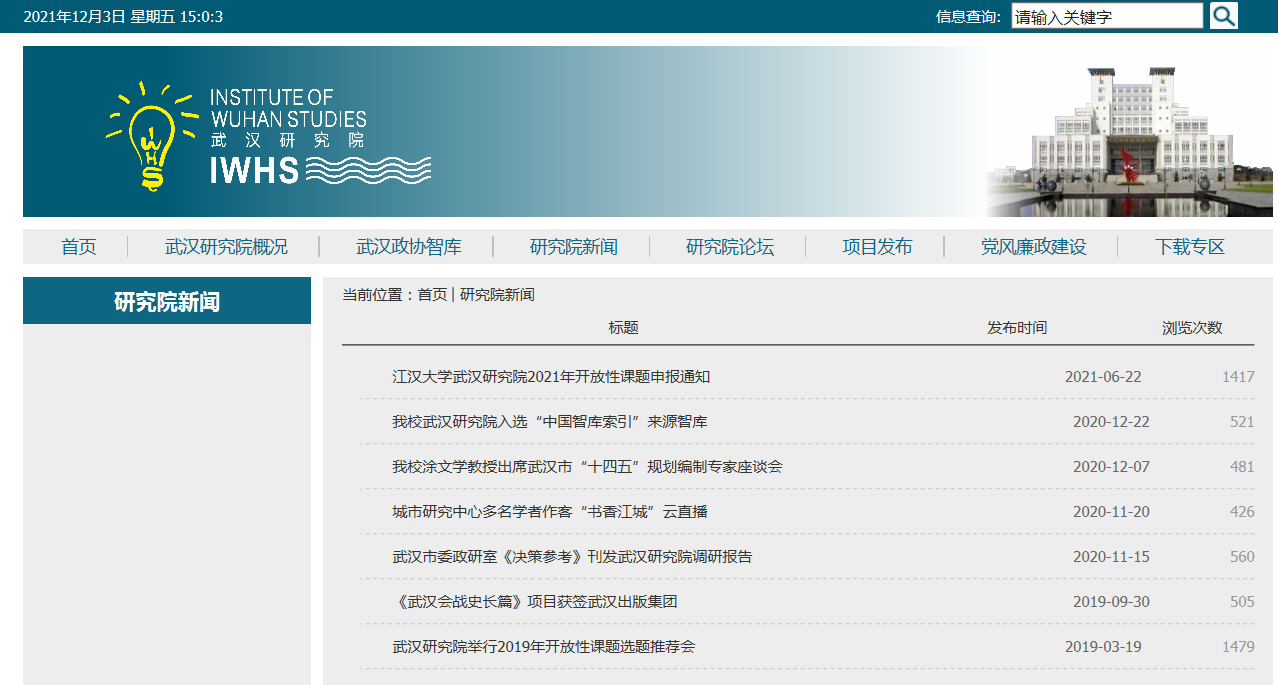 2021年12月3日 星期五 15:0:3 信息查询: 请输入关键字
INSTITUTE OF
WUHAN STUDIES
武汉研究院
IWHS
WHS
首页 武汉研究院概况 武汉政协智库 研究院新闻 研究院论坛 项目发布 党风廉政建设 下载专区
研究院新闻
当前位置：首页 | 研究院新闻
标题 发布时间 浏览次数
江汉大学武汉研究院2021年开放性课题申报通知 2021-06-22 1417
我校武汉研究院入选“中国智库索引”来源智库 2020-12-22 521
我校涂文学教授出席武汉市“十四五”规划编制专家座谈会 2020-12-07 481
城市研究中心多名学者作客“书香江城”云直播 2020-11-20 426
武汉市委政研室《决策参考》刊发武汉研究院调研报告 2020-11-15 560
《武汉会战史长篇》项目获签武汉出版集团 2019-09-30 505
武汉研究院举行2019年开放性课题选题推荐会 2019-03-19 1479